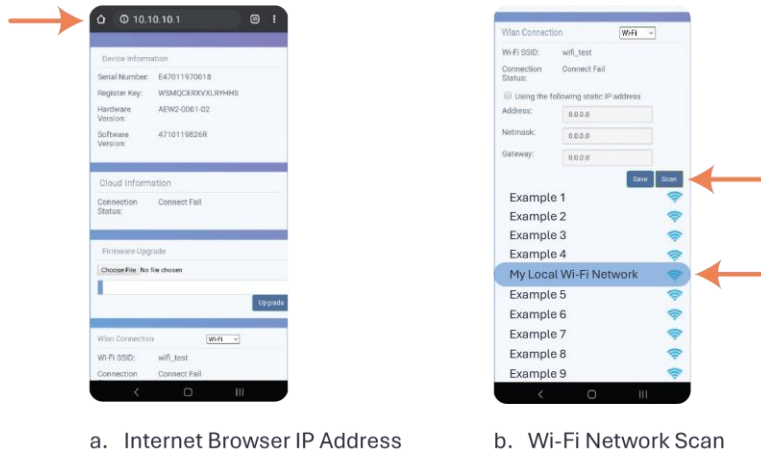 10.10.10.1
Device Information
Serial Number: E47011970018
Register Key: WSMQCERXVXLRYHHS
Hardware Version: AEW2-0001-02
Software Version: 4710119826R
Cloud Information
Connection Status: Connect Fail
Firmware Upgrade
Choose File No file chosen
Upgrade
Wlan Connection Wi-Fi
Wi-Fi SSID: wifi_test
Connection Connect Fail
a. Internet Browser IP Address
Wlan Connection Wi-Fi
Wi-Fi SSID: wifi_test
Connection Status: Connect Fail
Using the following static IP address
Address: 0.0.0.0
Netmask: 0.0.0.0
Gateway: 0.0.0.0
Save Scan
Example 1
Example 2
Example 3
Example 4
My Local Wi-Fi Network
Example 5
Example 6
Example 7
Example 8
Example 9
b. Wi-Fi Network Scan